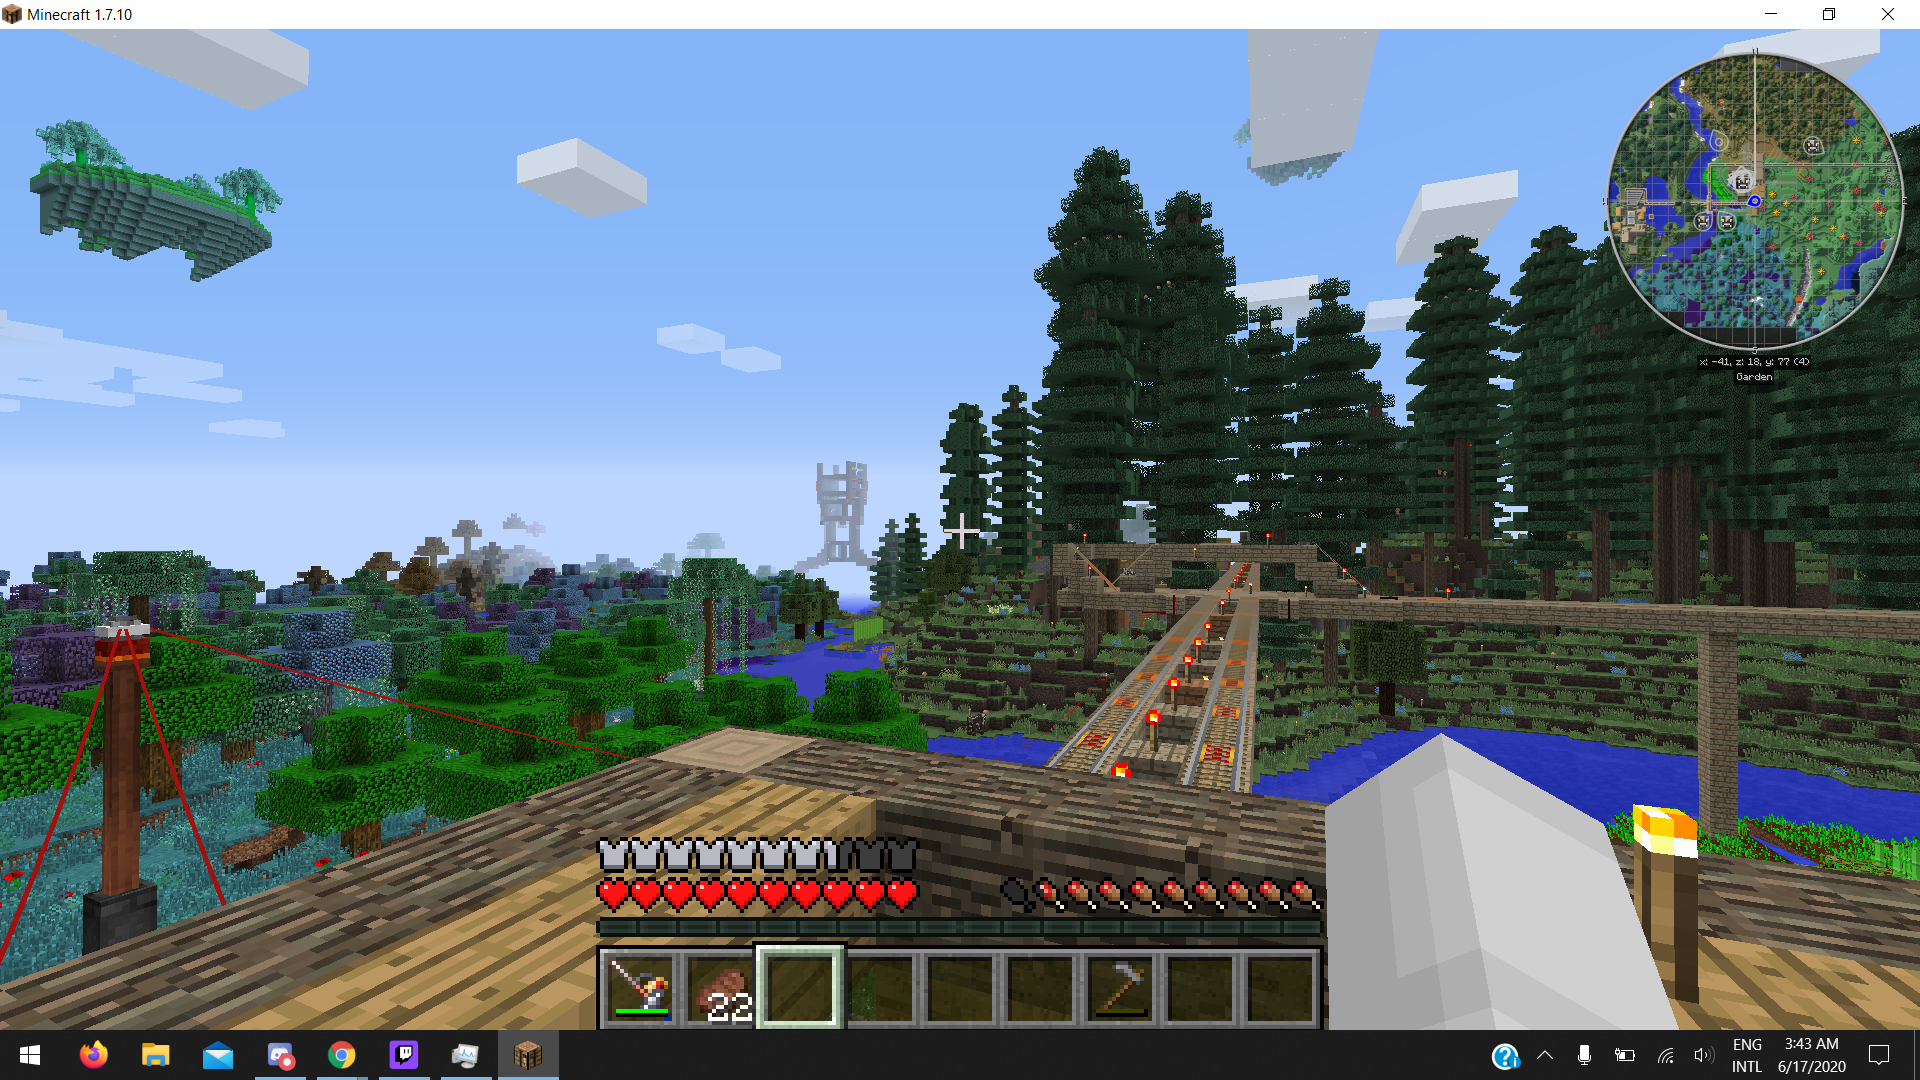 Minecraft 1.7.10
x: -41, z: 18, y: 77 (4)
Garden
22
ENG
INTL
3:43 AM
6/17/2020